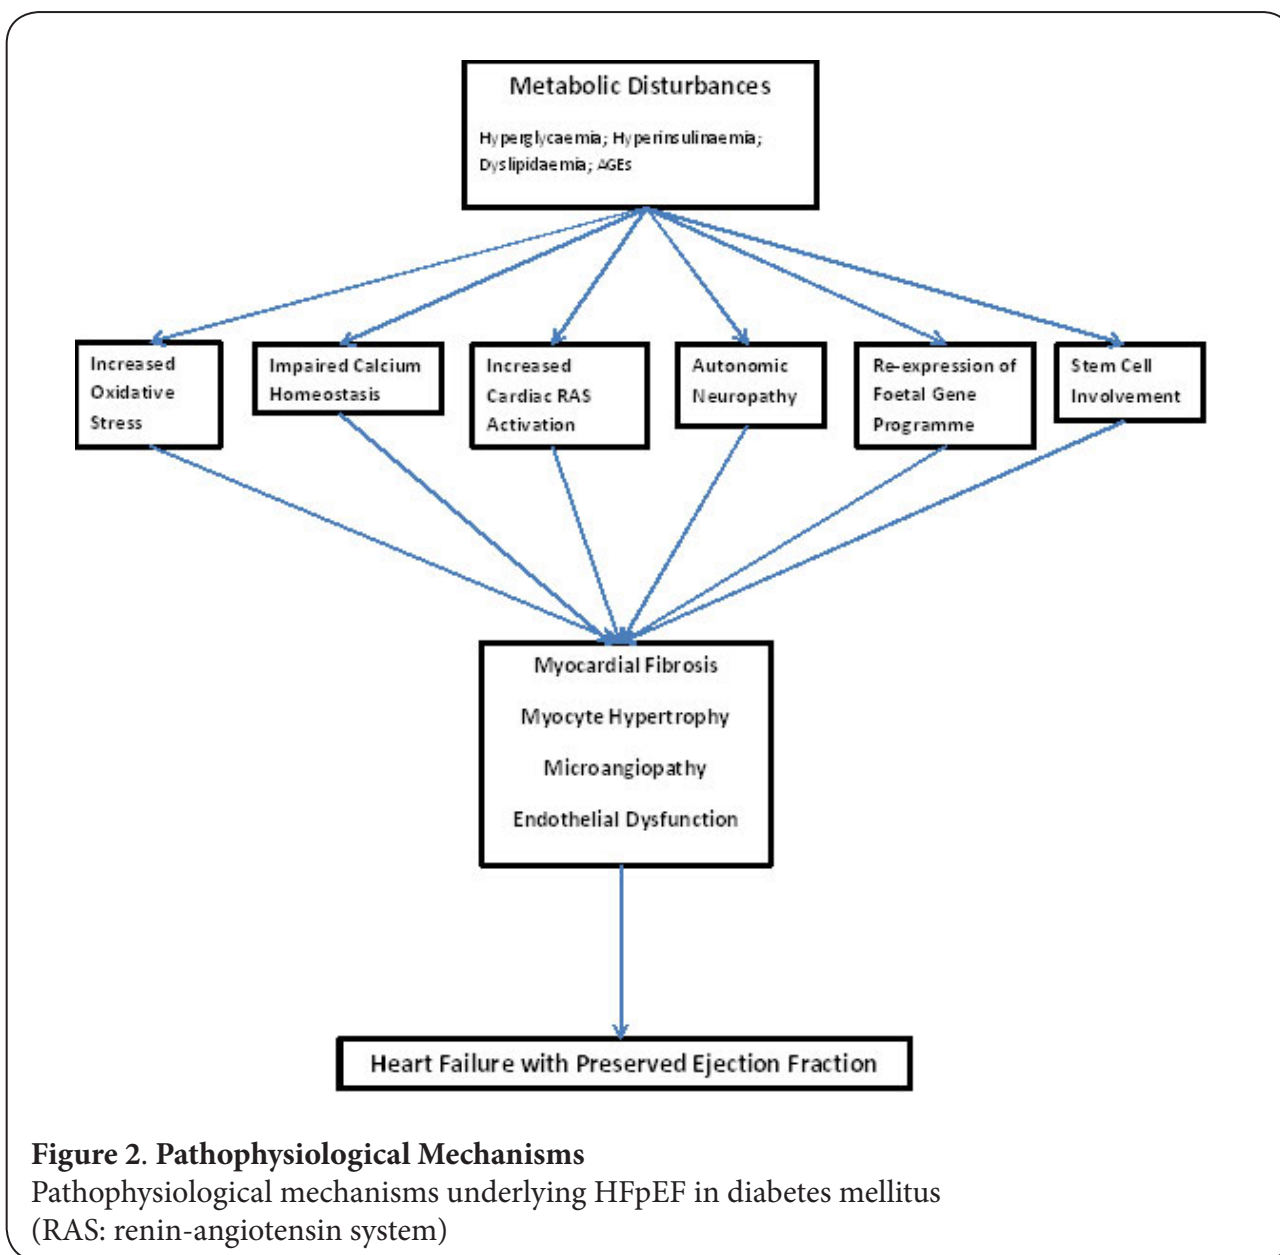 Metabolic Disturbances
Hyperglycaemia; Hyperinsulinaemia;
Dyslipidaemia; AGEs
Increased
Oxidative
Stress
Impaired Calcium
Homeostasis
Increased
Cardiac RAS
Activation
Autonomic
Neuropathy
Re-expression of
Foetal Gene
Programme
Stem Cell
Involvement
Myocardial Fibrosis
Myocyte Hypertrophy
Microangiopathy
Endothelial Dysfunction
Heart Failure with Preserved Ejection Fraction
Figure 2. Pathophysiological Mechanisms
Pathophysiological mechanisms underlying HFpEF in diabetes mellitus
(RAS: renin-angiotensin system)